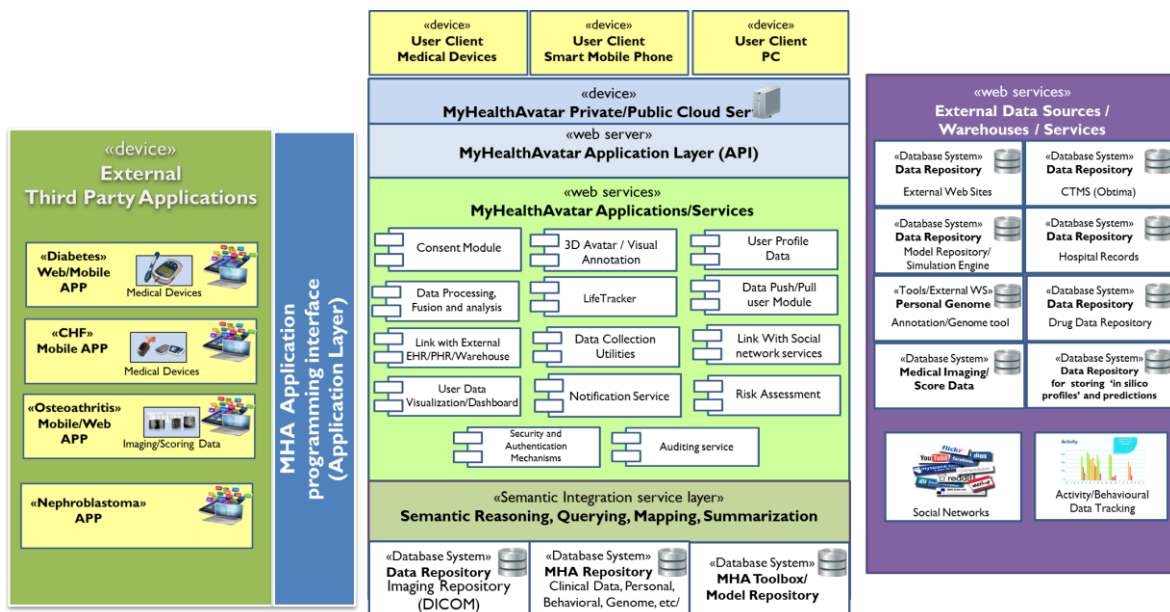 «device»
User Client
Medical Devices
«device»
User Client
Smart Mobile Phone
«device»
User Client
PC
«device»
MyHealthAvatar Private/Public Cloud Serv
«web server»
MyHealthAvatar Application Layer (API)
«web services»
MyHealthAvatar Applications/Services
Consent Module
3D Avatar / Visual
Annotation
User Profile
Data
Data Processing,
Fusion and analysis
LifeTracker
Data Push/Pull
user Module
Link with External
EHR/PHR/Warehouse
Data Collection
Utilities
Link With Social
network services
User Data
Visualization/Dashboard
Notification Service
Risk Assessment
Security and
Authentication
Mechanisms
Auditing service
«Semantic Integration service layer»
Semantic Reasoning, Querying, Mapping, Summarization
«Database System»
Data Repository
Imaging Repository
(DICOM)
«Database System»
MHA Repository
Clinical Data, Personal,
Behavioral, Genome, etc/
«Database System»
MHA Toolbox/
Model Repository
«device»
External
Third Party Applications
«Diabetes»
Web/Mobile
APP
Medical Devices
«CHF»
Mobile APP
Medical Devices
«Osteoathritis»
Mobile/Web
APP
Imaging/Scoring Data
«Nephroblastoma»
APP
MHA Application
programming interface
(Application Layer)
«web services»
External Data Sources /
Warehouses / Services
«Database System»
Data Repository
External Web Sites
«Database System»
Data Repository
CTMS (Obtima)
«Database System»
Data Repository
Model Repository/
Simulation Engine
«Database System»
Data Repository
Hospital Records
«Tools/External WS»
Personal Genome
Annotation/Genome tool
«Database System»
Data Repository
Drug Data Repository
«Database System»
Medical Imaging/
Score Data
«Database System»
Data Repository
for storing 'in silico
profiles' and predictions
flickr
digg
You Tube
facebook
reddit
Social Networks
Activity
Activity/Behavioural
Data Tracking